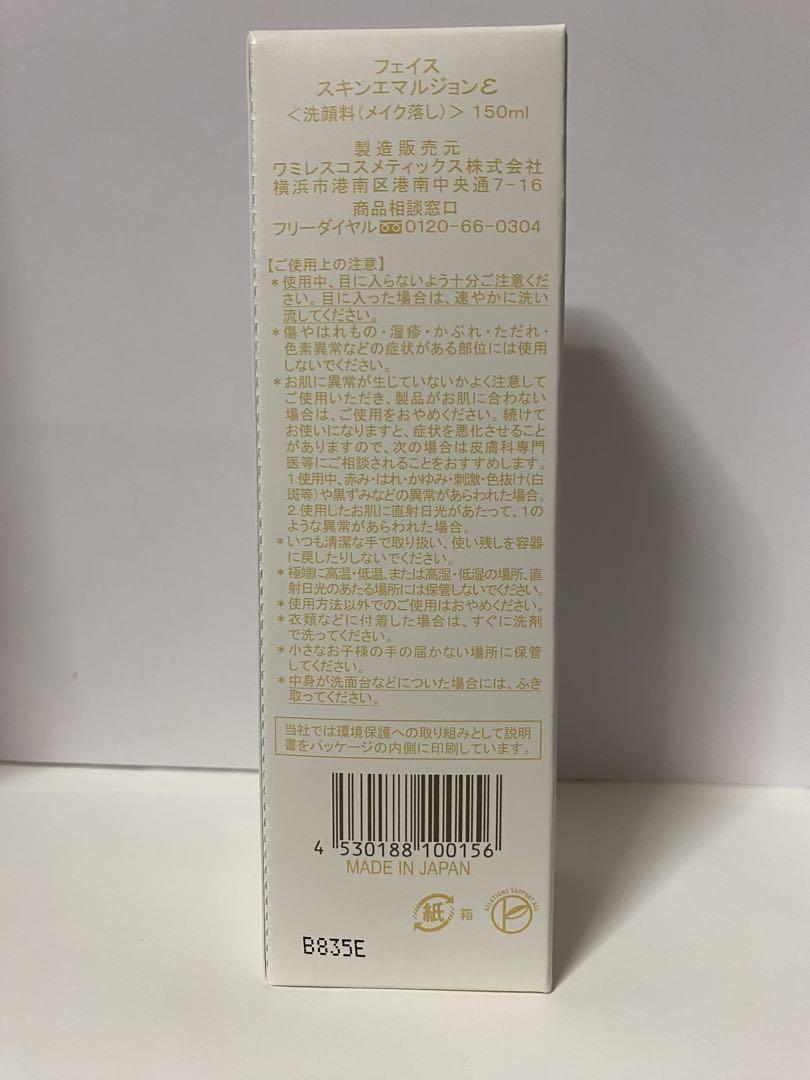 フェイス
スキンエマルジョンε
＜洗顔料（メイク落し）＞ 150ml
製造販売元
ワミレスコスメティックス株式会社
横浜市港南区港南中央通7-16
商品相談窓口
フリーダイヤル 0120-66-0304
【ご使用上の注意】
＊使用中、目に入らないよう十分ご注意くだ
さい。目に入った場合は、速やかに洗い
流してください。
＊傷やはれもの・湿疹・かぶれ・ただれ・
色素異常などの症状がある部位には使用
しないでください。
＊お肌に異常が生じていないかよく注意して
ご使用いただき、製品がお肌に合わない
場合は、ご使用をおやめください。続けて
お使いになりますと、症状を悪化させること
がありますので、次の場合は皮膚科専門
医等にご相談されることをおすすめします。
1.使用中、赤み・はれ・かゆみ・刺激・色抜け（白
斑等）や黒ずみなどの異常があらわれた場合。
2.使用したお肌に直射日光があたって、1の
ような異常があらわれた場合。
＊いつも清潔な手で取り扱い、使い残しを容器
に戻したりしないでください。
＊極端に高温・低温、または高湿・低湿の場所、直
射日光のあたる場所には保管しないでください。
＊使用方法以外でのご使用はおやめください。
＊衣類などに付着した場合は、すぐに洗剤
で洗ってください。
＊小さなお子様の手の届かない場所に保管
してください。
＊中身が洗面台などについた場合には、ふき
取ってください。
当社では環境保護への取り組みとして説明
書をパッケージの内側に印刷しています。
4 530188 100156
MADE IN JAPAN
紙 箱
RELATIONS SUPPORT ALL
B835E